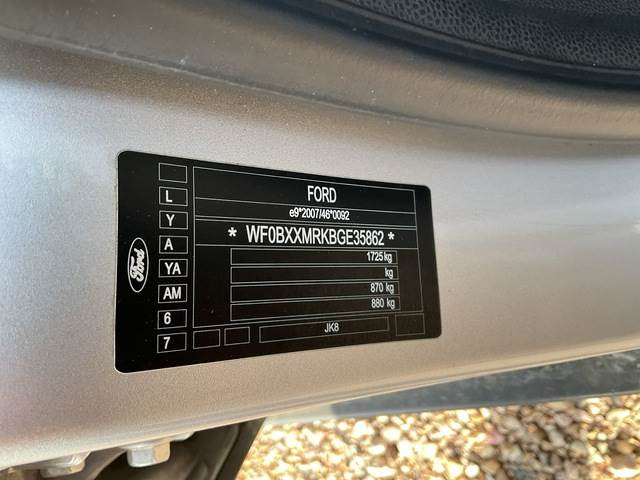 FORD
e9*2007/46*0092
* WF0BXXMRKBGE35862 *
1725 kg
kg
870 kg
880 kg
JK8
L
Y
A
YA
AM
6
7
Ford